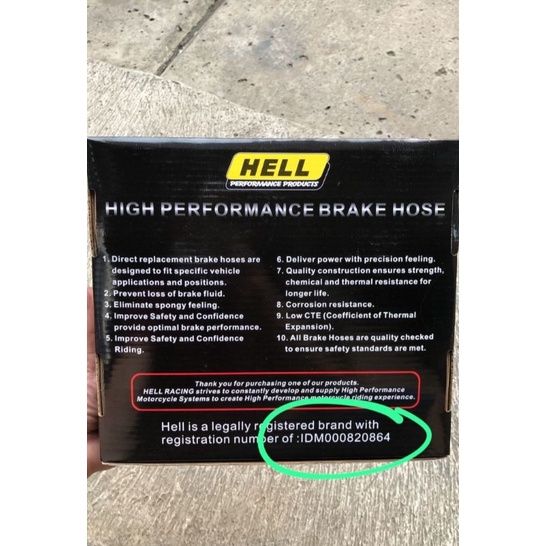 HELL
PERFORMANCE PRODUCTS
HIGH PERFORMANCE BRAKE HOSE
1. Direct replacement brake hoses are
designed to fit specific vehicle
applications and positions.
2. Prevent loss of brake fluid.
3. Eliminate spongy feeling.
4. Improve Safety and Confidence
provide optimal brake performance.
5. Improve Safety and Confidence
Riding.
6. Deliver power with precision feeling.
7. Quality construction ensures strength,
chemical and thermal resistance for
longer life.
8. Corrosion resistance.
9. Low CTE (Coefficient of Thermal
Expansion).
10. All Brake Hoses are quality checked
to ensure safety standards are met.
Thank you for purchasing one of our products.
HELL RACING strives to constantly develop and supply High Performance
Motorcycle Systems to create High Performance motorcycle riding experience.
Hell is a legally registered brand with
registration number of :IDM000820864